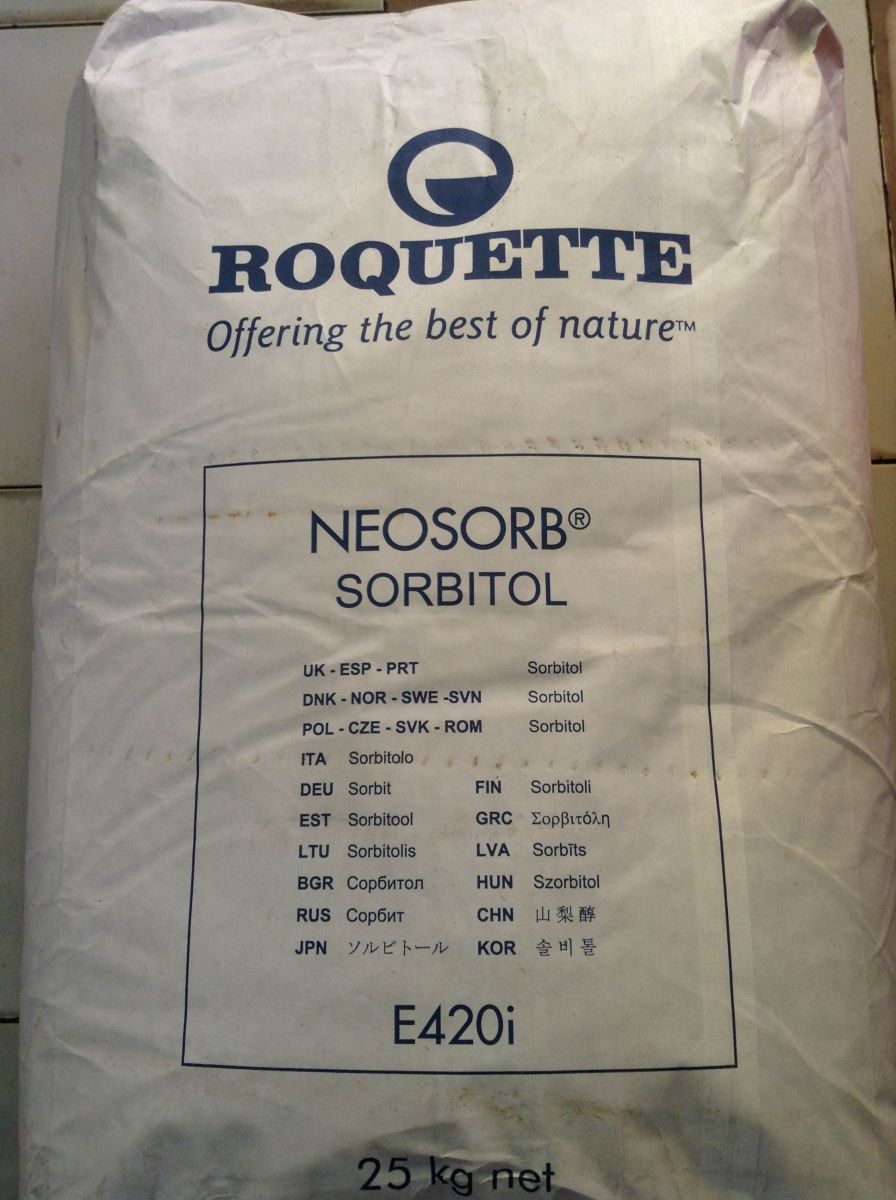 ROQUETTE
Offering the best of nature™
NEOSORB®
SORBITOL
UK - ESP - PRT Sorbitol
DNK - NOR - SWE -SVN Sorbitol
POL - CZE - SVK - ROM Sorbitol
ITA Sorbitolo
DEU Sorbit FIN Sorbitoli
EST Sorbitool GRC Σορβιτόλη
LTU Sorbitolis LVA Sorbīts
BGR Сорбитол HUN Szorbitol
RUS Сорбит CHN 山梨醇
JPN ソルビトール KOR 솔비톨
E420i
25 kg net